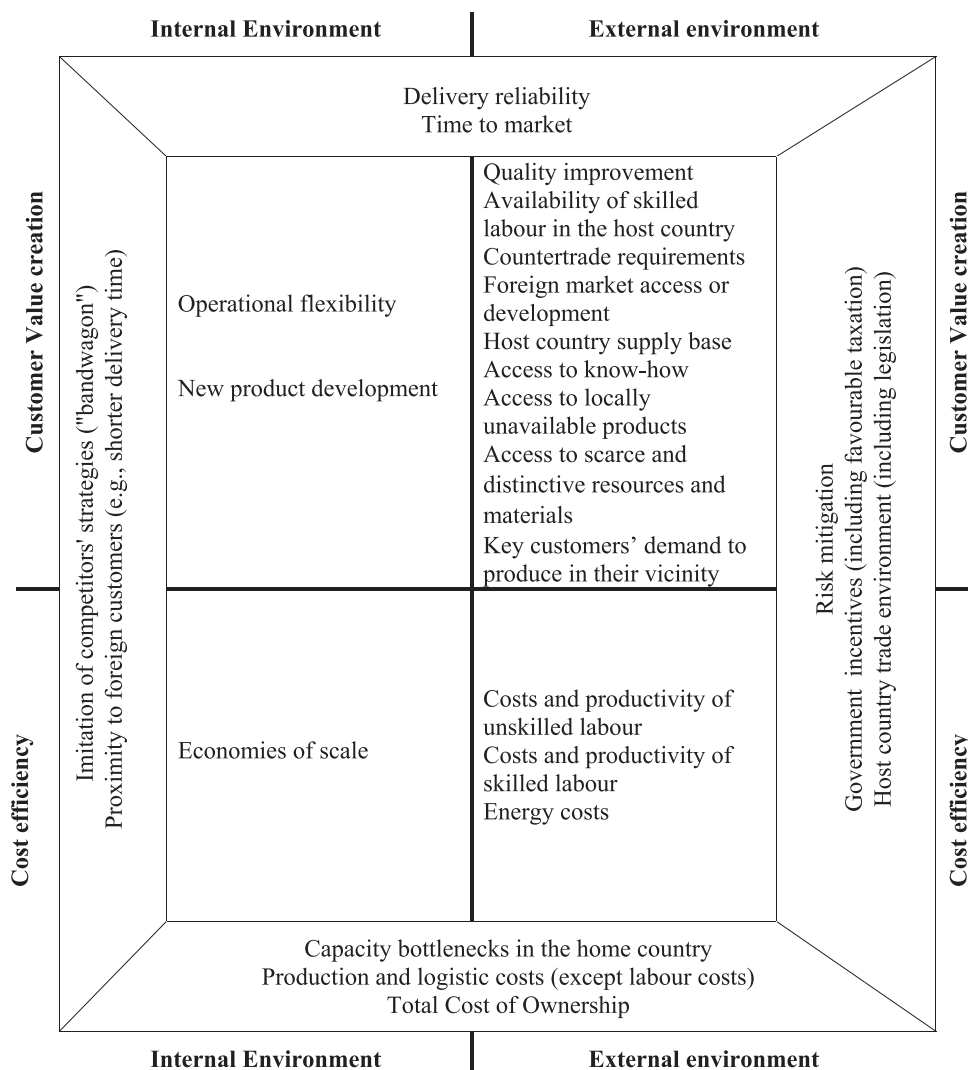 Internal Environment
External environment
Delivery reliability
Time to market
Customer Value creation
Cost efficiency
Imitation of competitors' strategies ("bandwagon")
Proximity to foreign customers (e.g., shorter delivery time)
Operational flexibility
New product development
Quality improvement
Availability of skilled
labour in the host country
Countertrade requirements
Foreign market access or
development
Host country supply base
Access to know-how
Access to locally
unavailable products
Access to scarce and
distinctive resources and
materials
Key customers’ demand to
produce in their vicinity
Economies of scale
Costs and productivity of
unskilled labour
Costs and productivity of
skilled labour
Energy costs
Risk mitigation
Government incentives (including favourable taxation)
Host country trade environment (including legislation)
Customer Value creation
Cost efficiency
Capacity bottlenecks in the home country
Production and logistic costs (except labour costs)
Total Cost of Ownership
Internal Environment
External environment